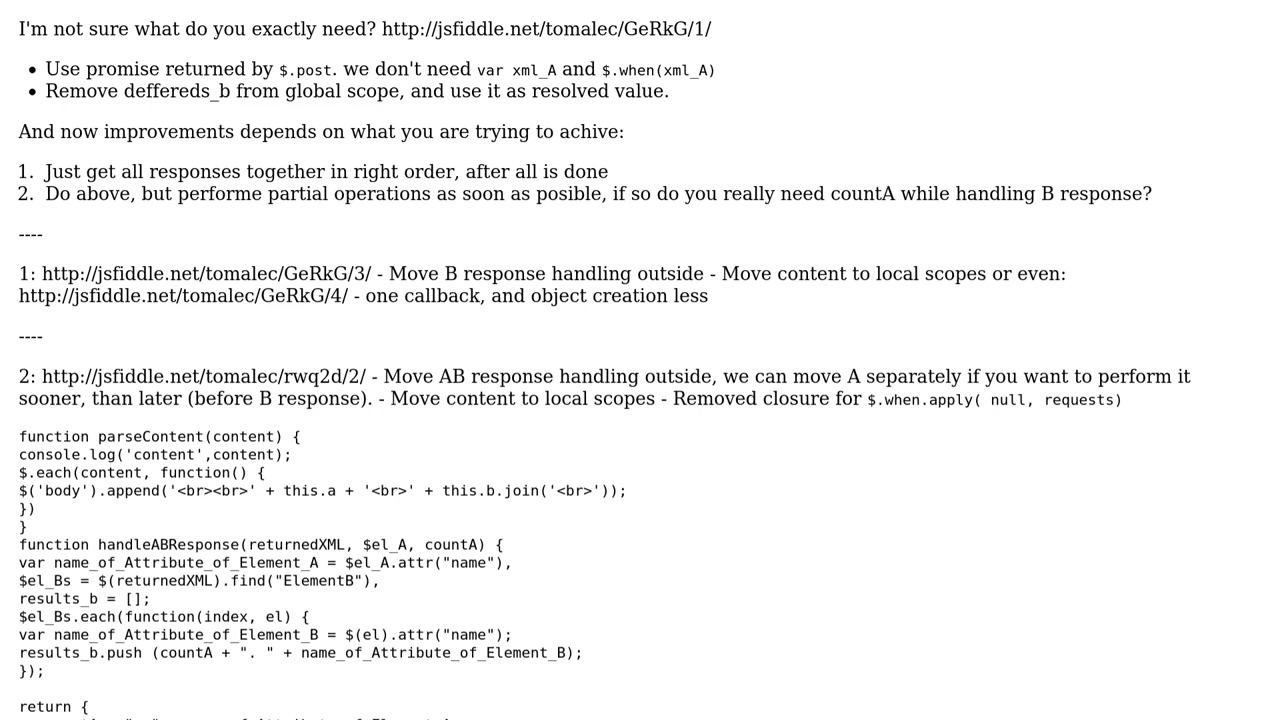 I'm not sure what do you exactly need? http://jsfiddle.net/tomalec/GeRkG/1/
• Use promise returned by $.post. we don't need var xml_A and $.when(xml_A)
• Remove deffereds_b from global scope, and use it as resolved value.
And now improvements depends on what you are trying to achive:
1. Just get all responses together in right order, after all is done
2. Do above, but performe partial operations as soon as posible, if so do you really need countA while handling B response?
----
1: http://jsfiddle.net/tomalec/GeRkG/3/ - Move B response handling outside - Move content to local scopes or even:
http://jsfiddle.net/tomalec/GeRkG/4/ - one callback, and object creation less
----
2: http://jsfiddle.net/tomalec/rwq2d/2/ - Move AB response handling outside, we can move A separately if you want to perform it
sooner, than later (before B response). - Move content to local scopes - Removed closure for $.when.apply( null, requests)
function parseContent(content) {
console.log('content',content);
$.each(content, function() {
$('body').append('<br><br>' + this.a + '<br>' + this.b.join('<br>'));
})
}
function handleABResponse(returnedXML, $el_A, countA) {
var name_of_Attribute_of_Element_A = $el_A.attr("name"),
$el_Bs = $(returnedXML).find("ElementB"),
results_b = [];
$el_Bs.each(function(index, el) {
var name_of_Attribute_of_Element_B = $(el).attr("name");
results_b.push (countA + ". " + name_of_Attribute_of_Element_B);
});
return {